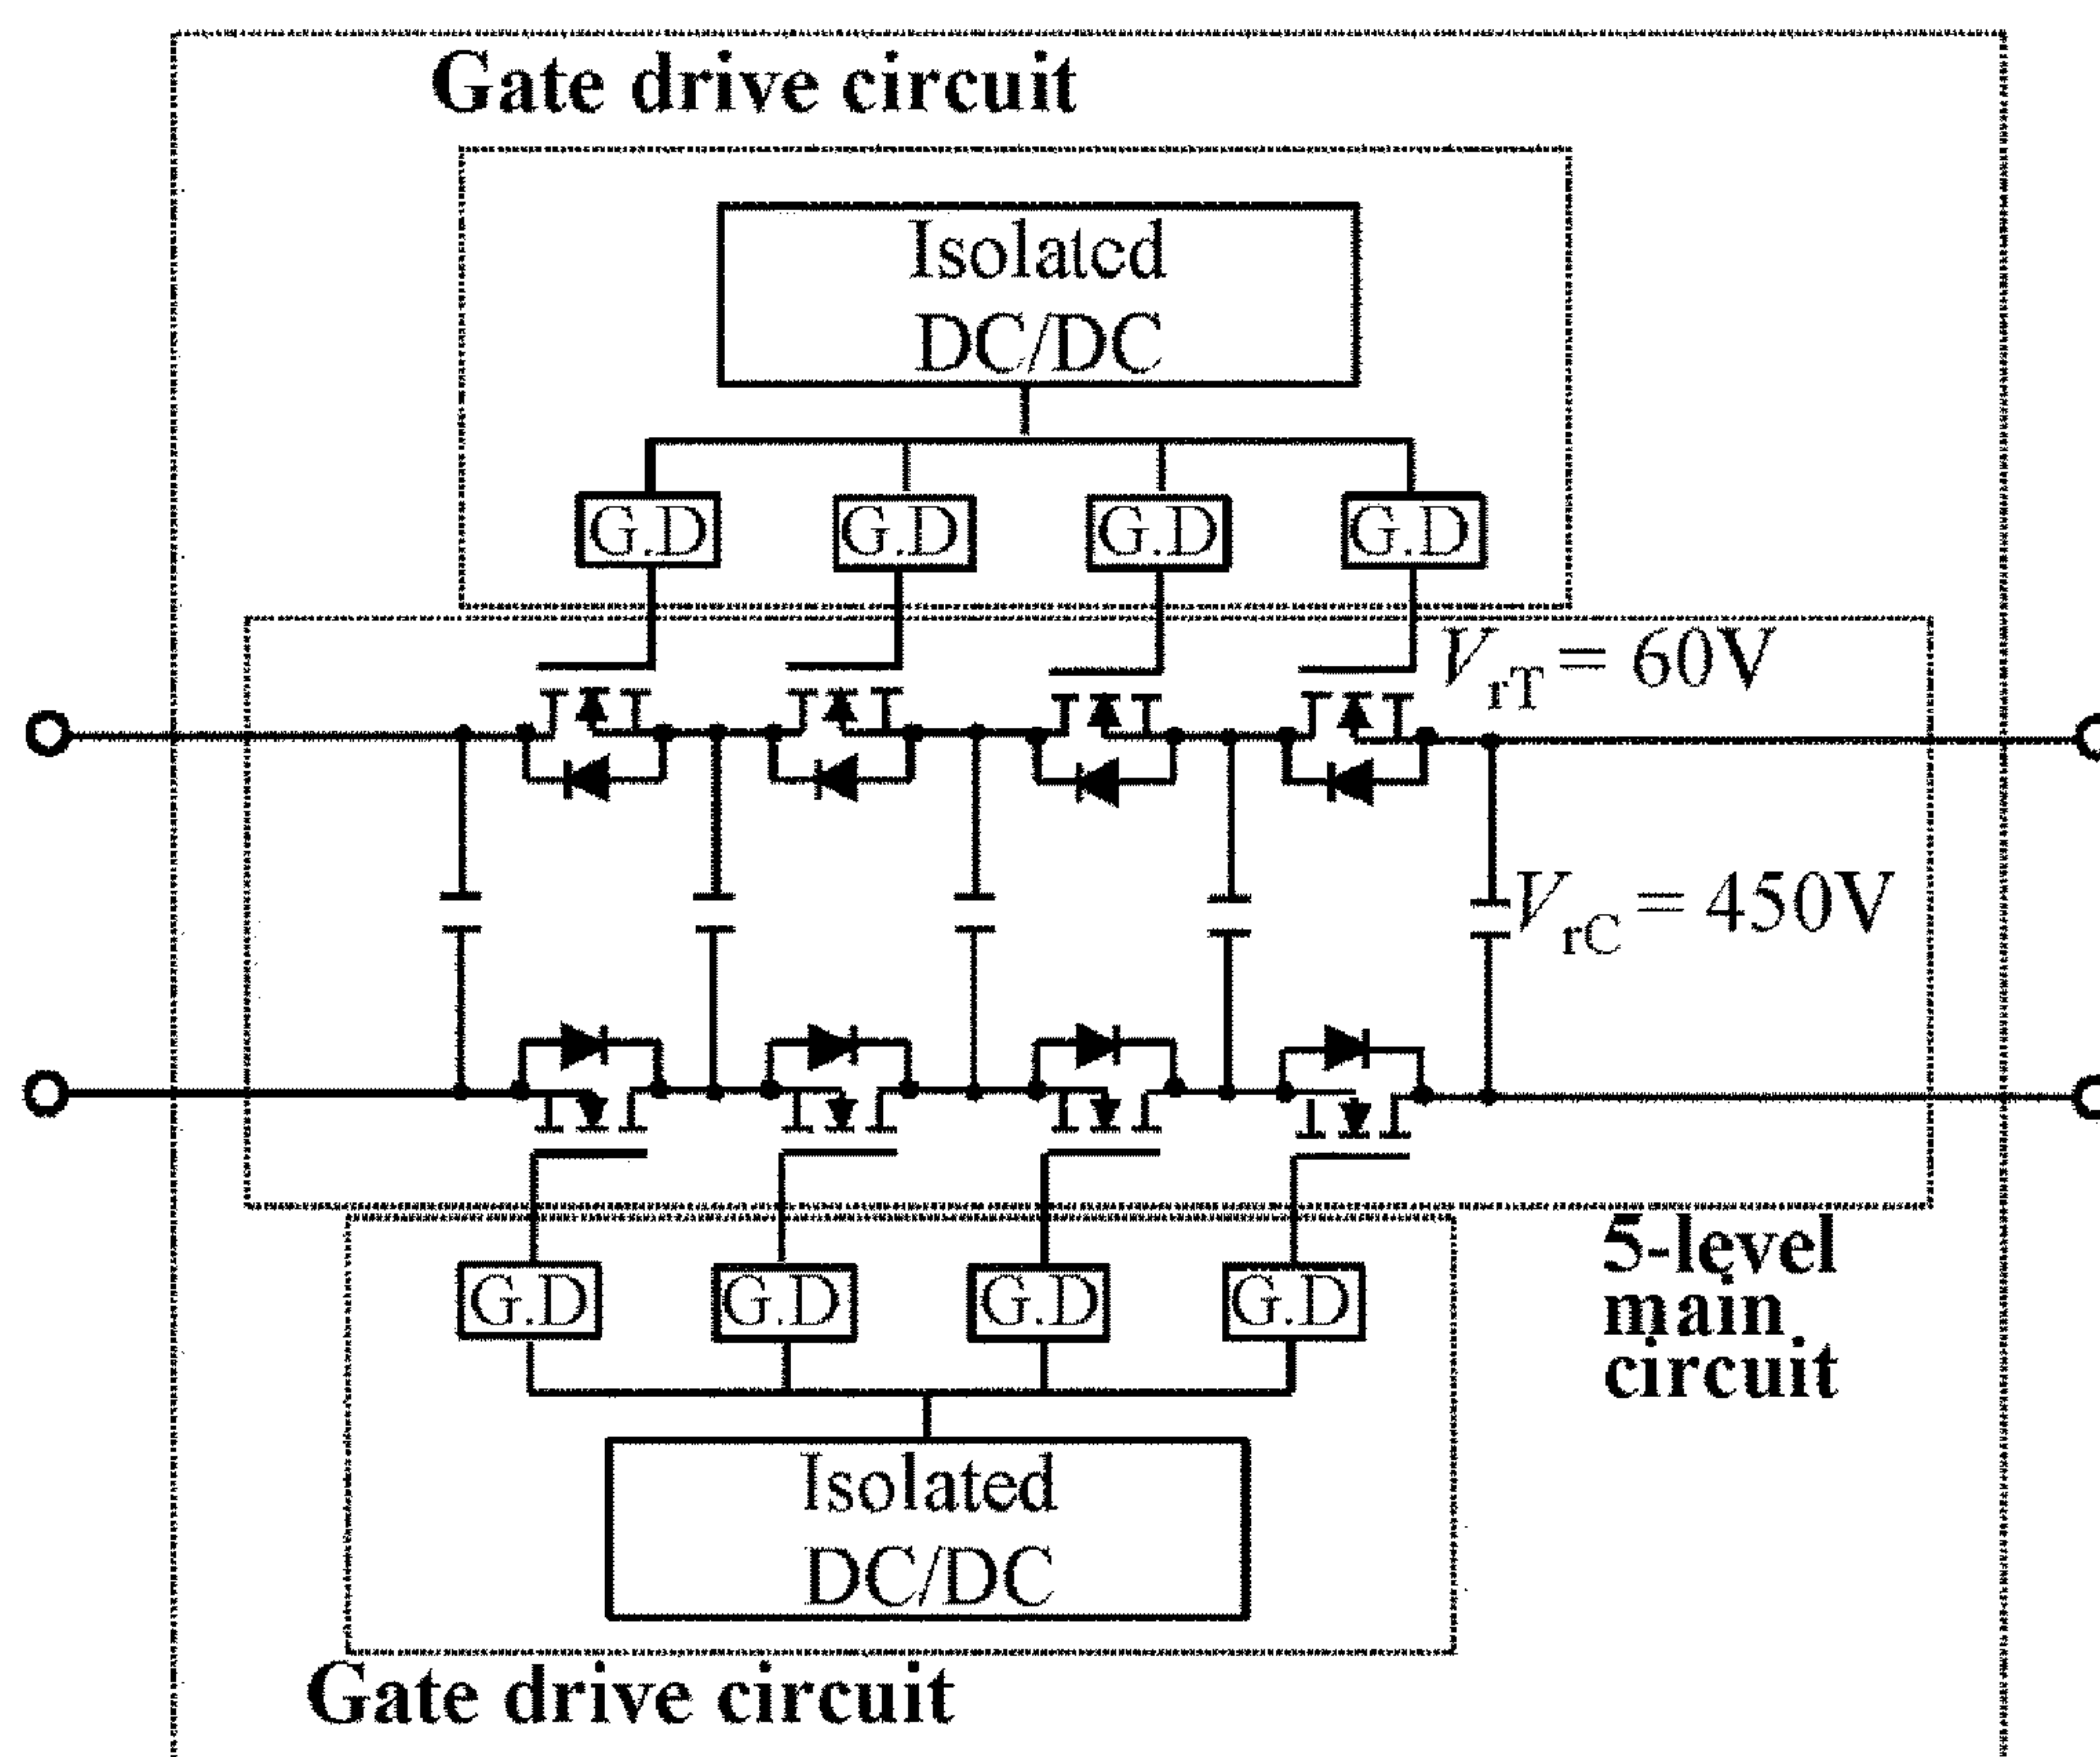 Gate drive circuit
Isolated
DC/DC
G.D G.D G.D G.D
VrT = 60V
VrC = 450V
5-level
main
circuit
G.D G.D G.D G.D
Isolated
DC/DC
Gate drive circuit